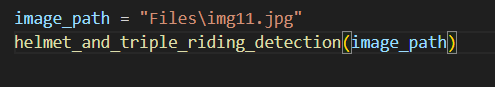 image_path = "Files\img11.jpg"
helmet_and_triple_riding_detection(image_path)